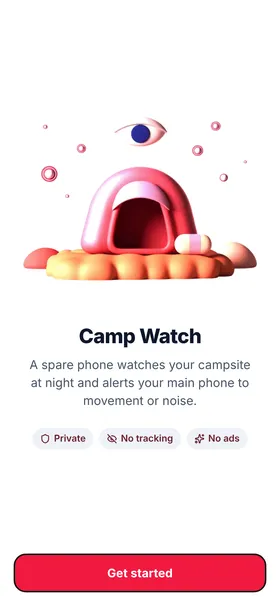 Camp Watch
A spare phone watches your campsite
at night and alerts your main phone to
movement or noise.
Private
No tracking
No ads
Get started